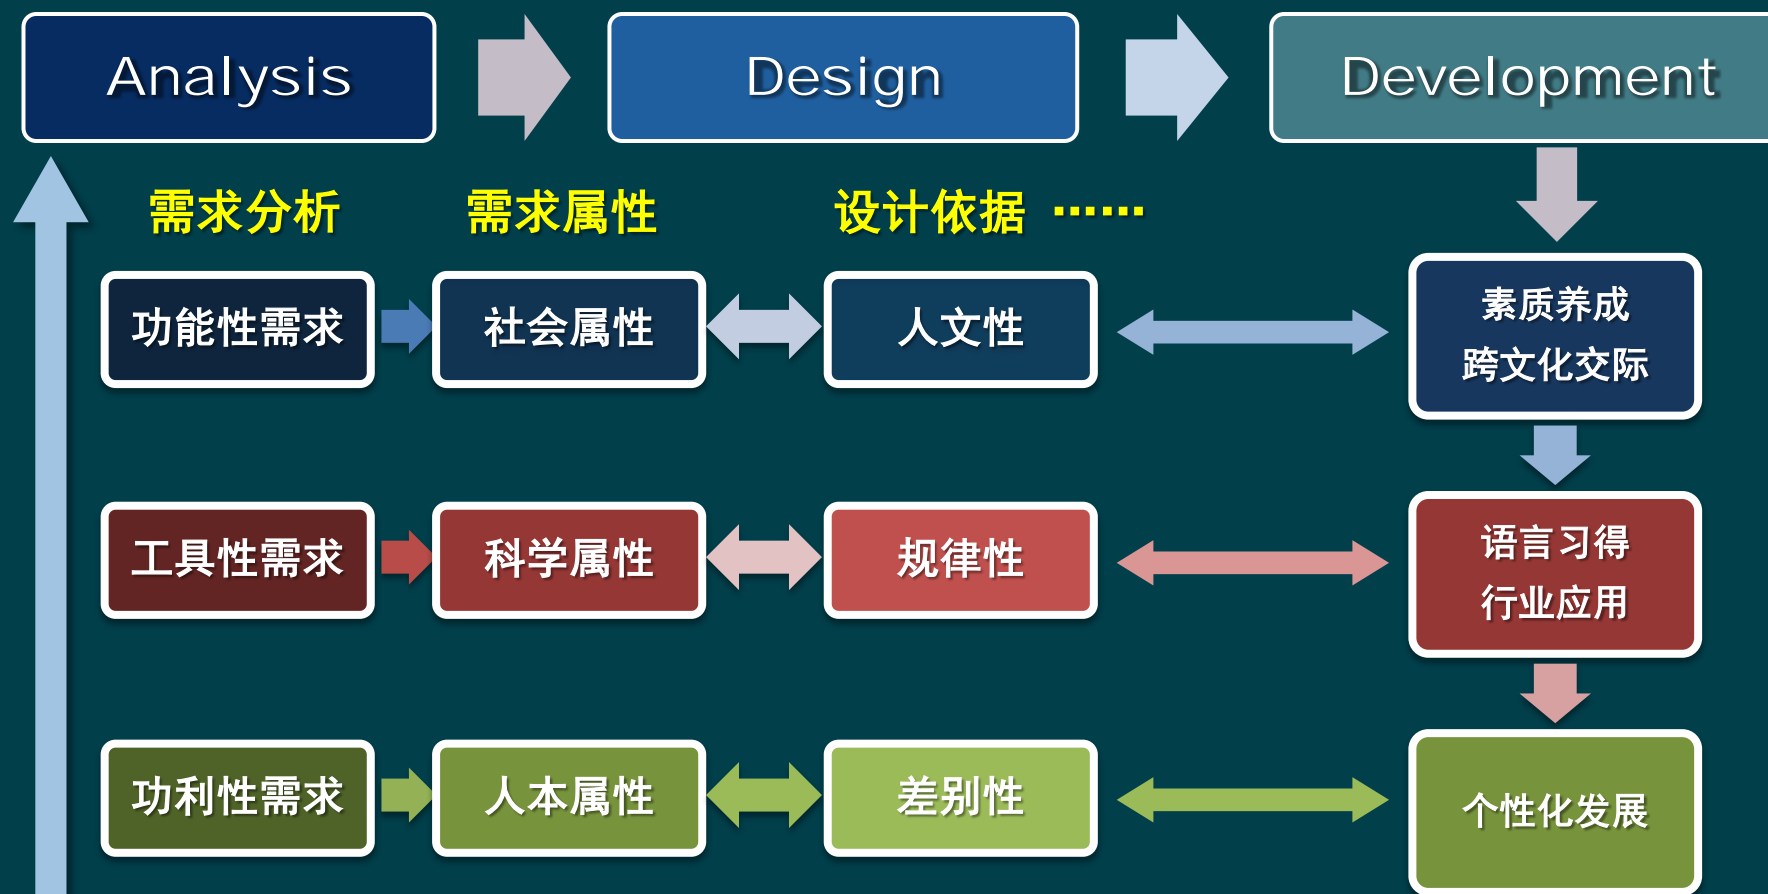 Analysis
Design
Development
需求分析
需求属性
设计依据 ……
功能性需求
社会属性
人文性
素质养成
跨文化交际
工具性需求
科学属性
规律性
语言习得
行业应用
功利性需求
人本属性
差别性
个性化发展